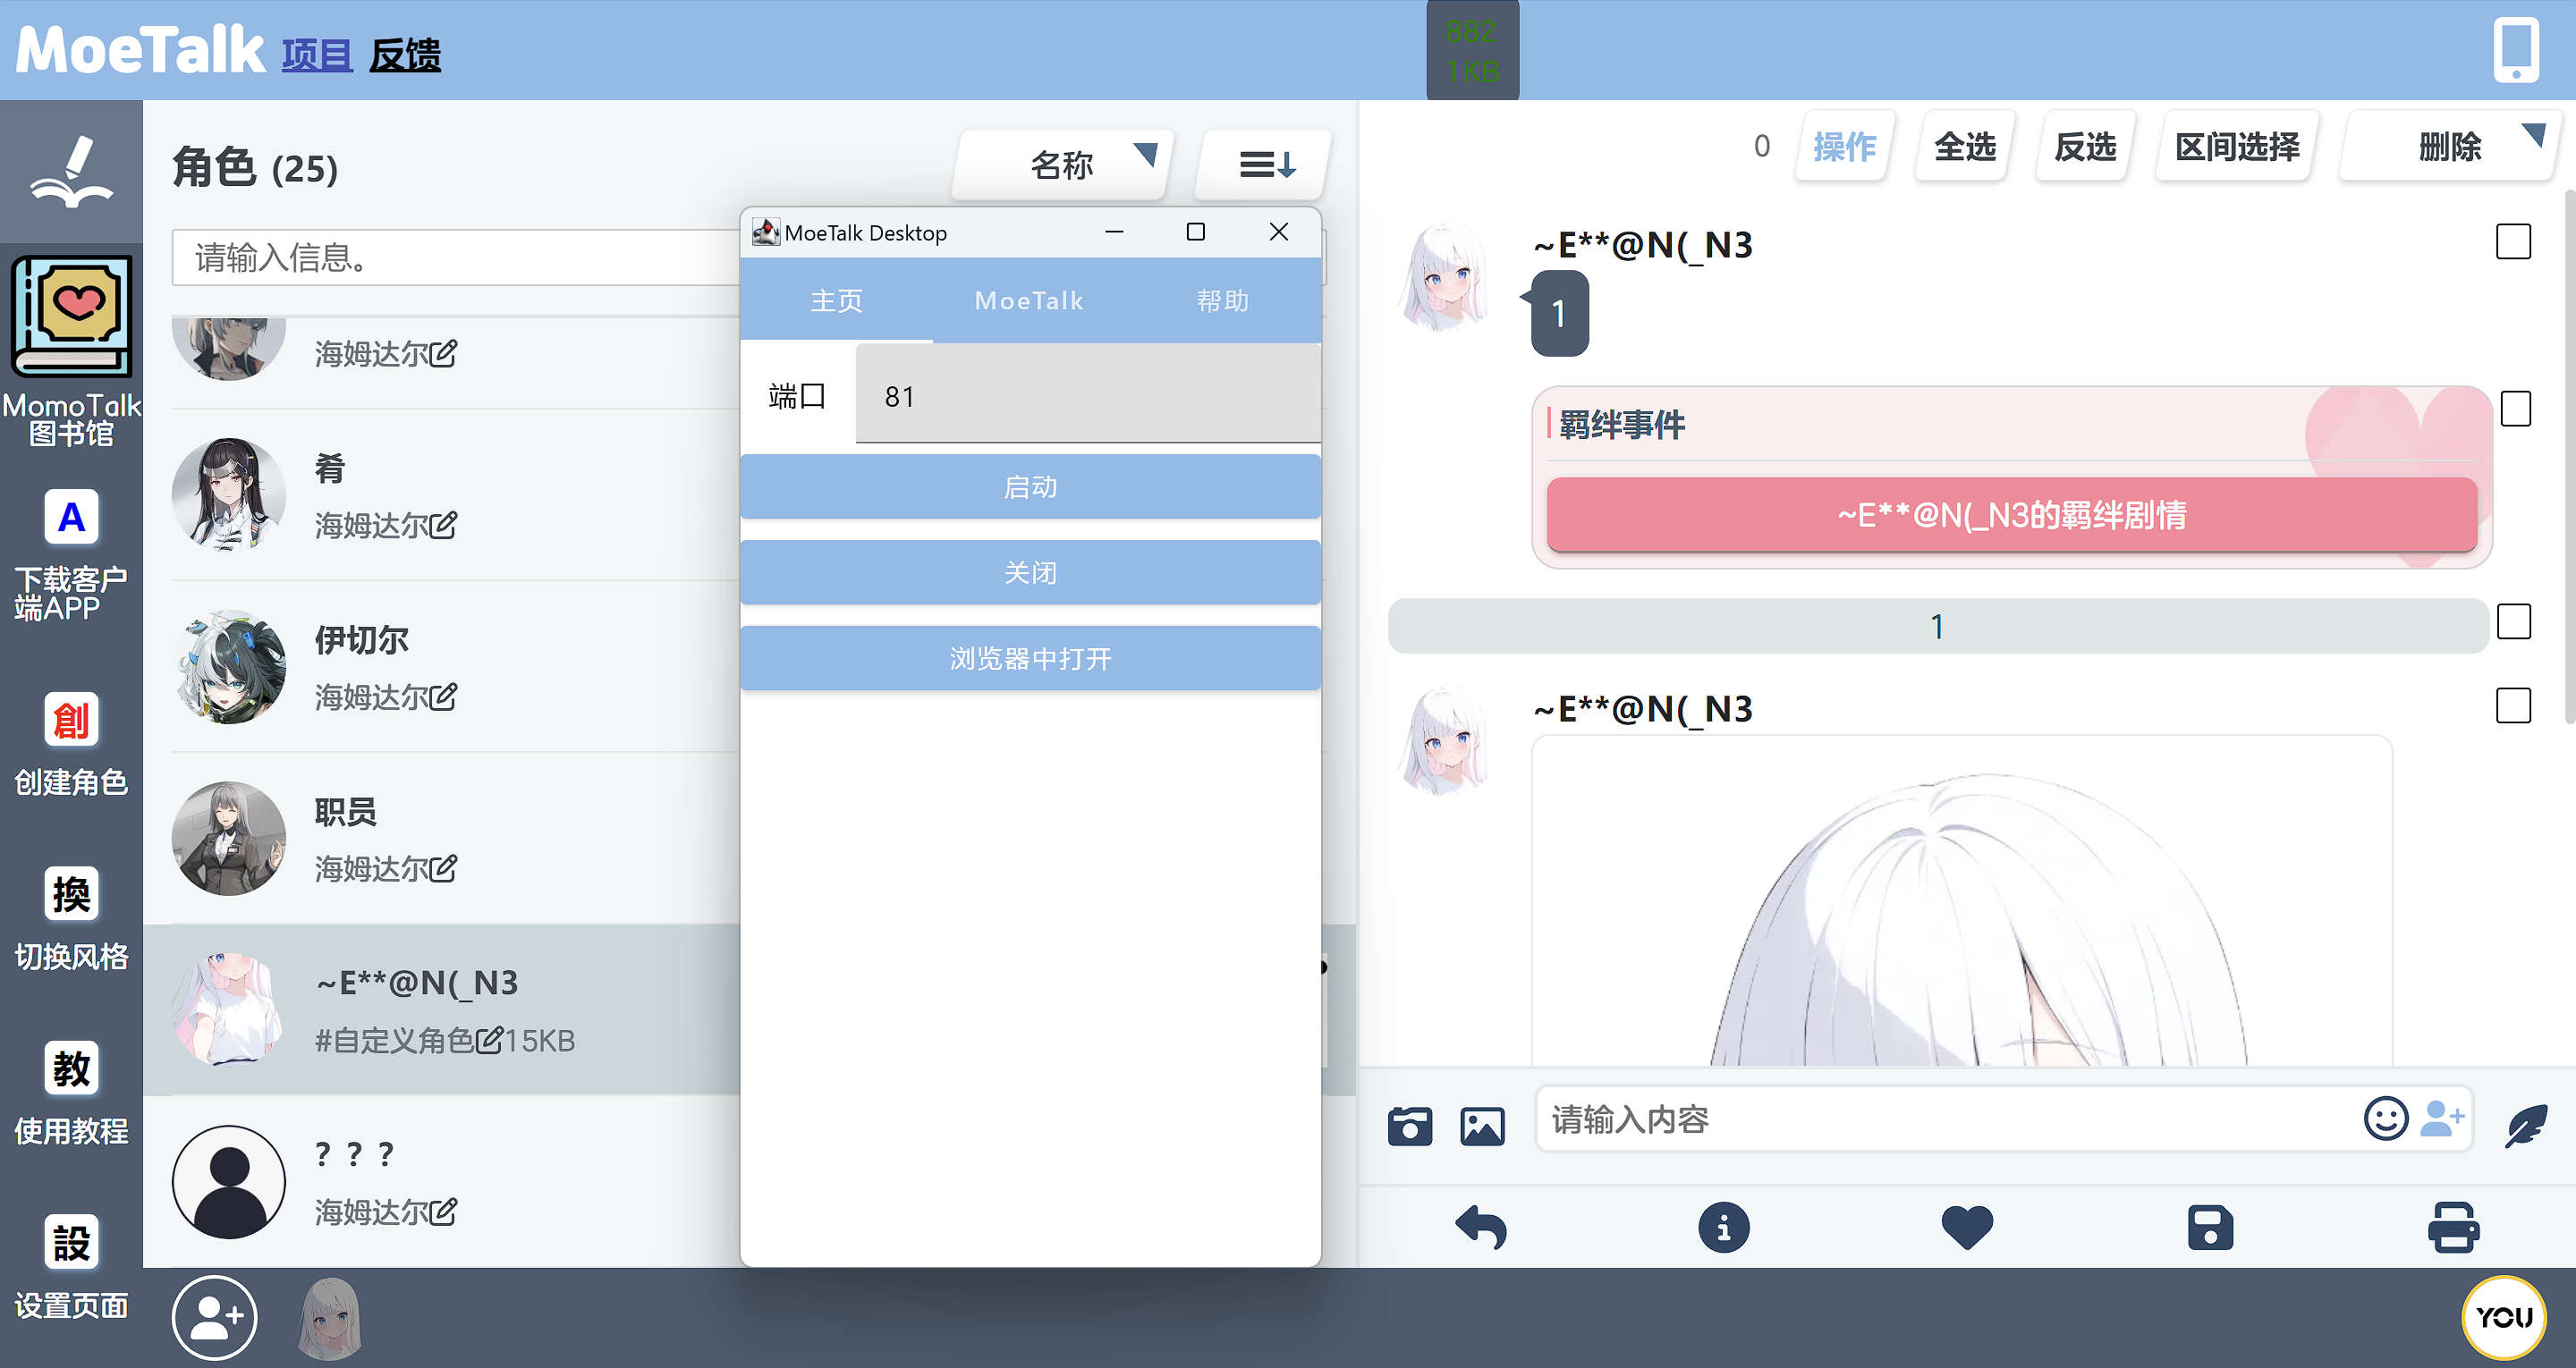 MoeTalk 项目 反馈
882
1KB
MomoTalk
图书馆
A
下载客户
端APP
創
创建角色
換
切换风格
教
使用教程
設
设置页面
角色 (25)
名称
请输入信息。
海姆达尔
肴
海姆达尔
伊切尔
海姆达尔
职员
海姆达尔
~E**@N(_N3
#自定义角色15KB
？？？
海姆达尔
MoeTalk Desktop
主页 MoeTalk 帮助
端口 81
启动
关闭
浏览器中打开
0 操作 全选 反选 区间选择 删除
~E**@N(_N3
1
羁绊事件
~E**@N(_N3的羁绊剧情
1
~E**@N(_N3
请输入内容
YOU